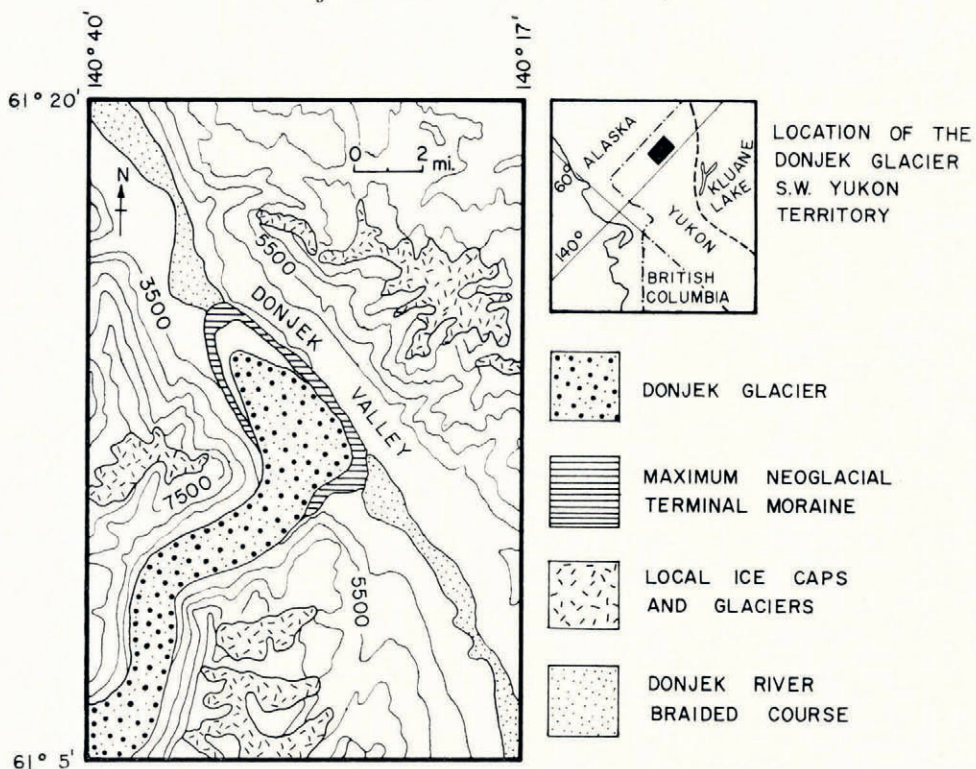 140° 40'
140° 17'
61° 20'
61° 5'
0 2
mi.
N
5500
3500
DONJEK
VALLEY
7500
5500
ALASKA
60°
140°
KLUANE
LAKE
YUKON
BRITISH
COLUMBIA
LOCATION OF THE
DONJEK GLACIER
S.W. YUKON
TERRITORY
DONJEK GLACIER
MAXIMUM NEOGLACIAL
TERMINAL MORAINE
LOCAL ICE CAPS
AND GLACIERS
DONJEK RIVER
BRAIDED COURSE